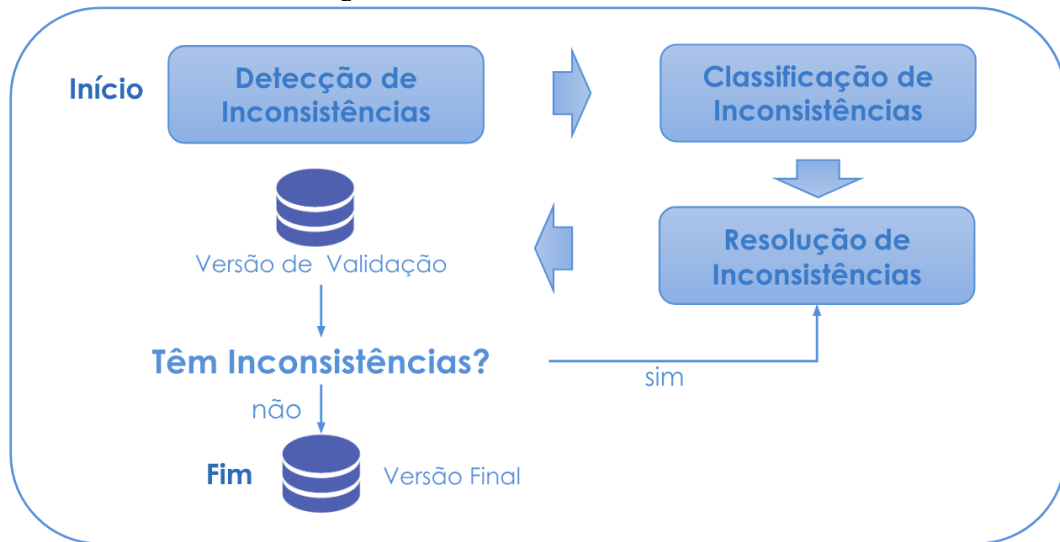 Início
Detecção de
Inconsistências
Classificação de
Inconsistências
Resolução de
Inconsistências
Versão de Validação
Têm Inconsistências?
sim
não
Fim
Versão Final